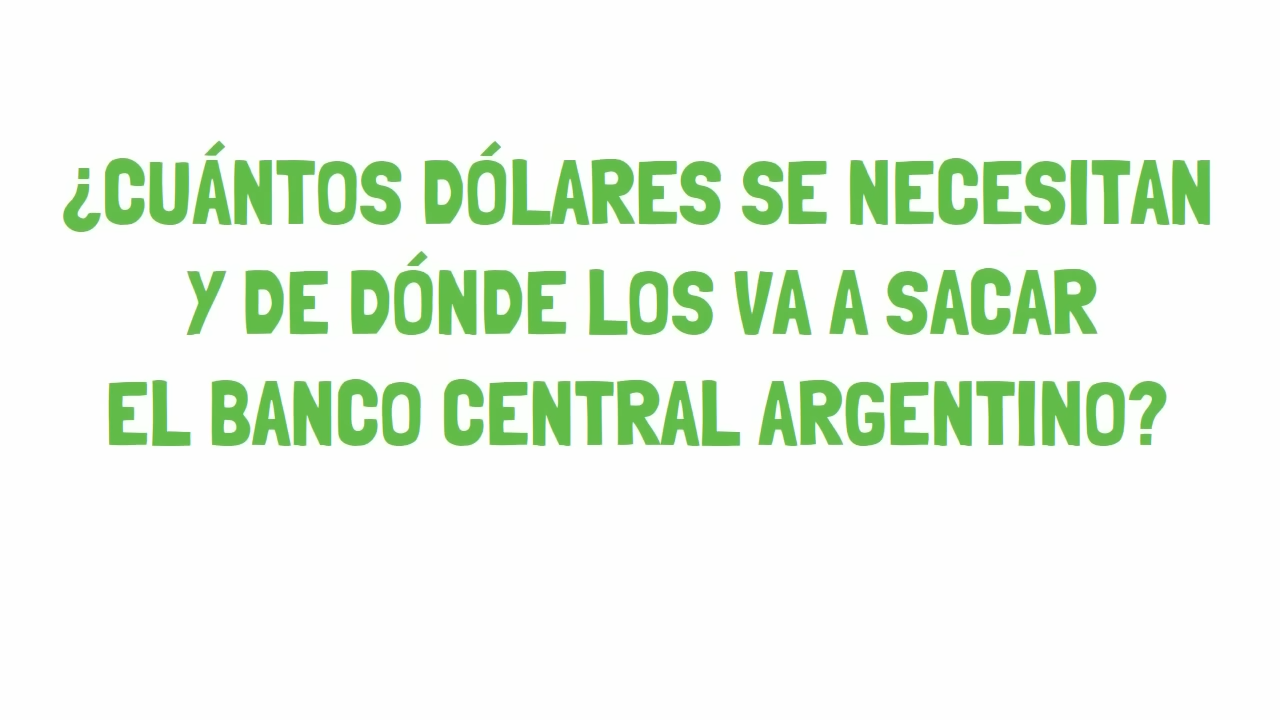 ¿CUÁNTOS DÓLARES SE NECESITAN
Y DE DÓNDE LOS VA A SACAR
EL BANCO CENTRAL ARGENTINO?